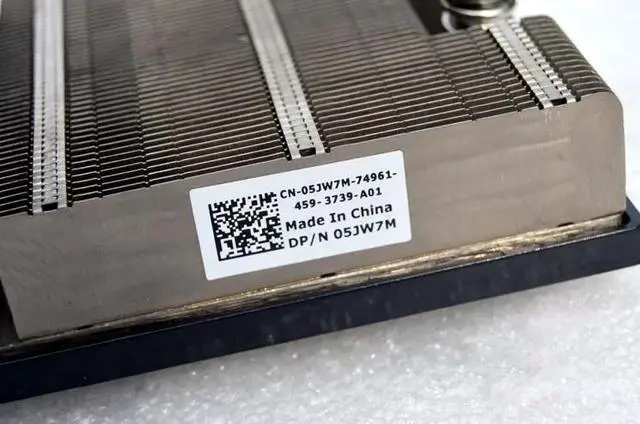 CN-05JW7M-74961-
459- 3739-A01
Made In China
DP/N 05JW7M